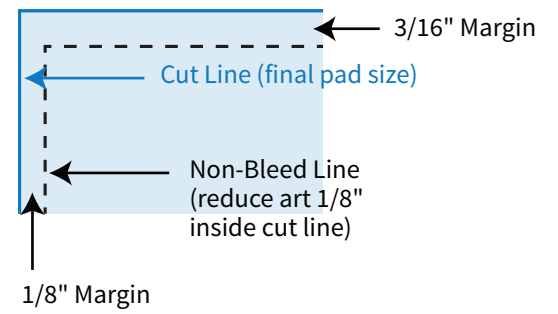 3/16" Margin
Cut Line (final pad size)
Non-Bleed Line
(reduce art 1/8"
inside cut line)
1/8" Margin